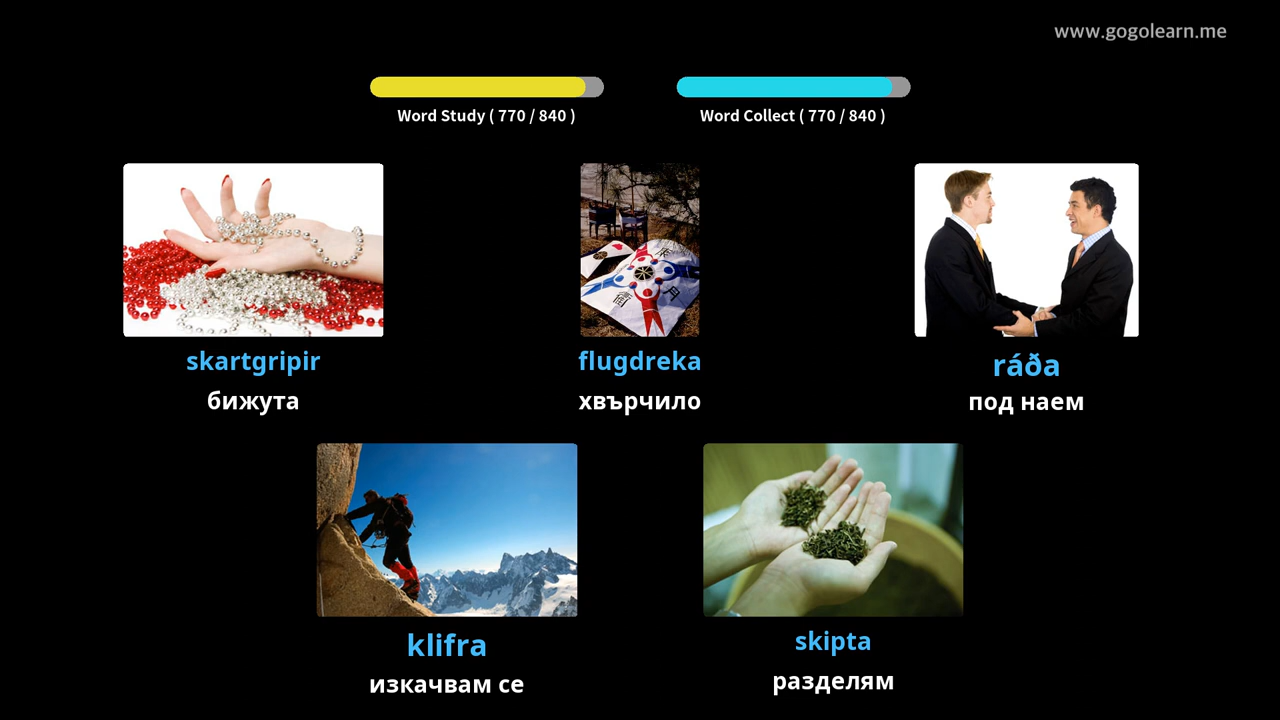 www.gogolearn.me
Word Study ( 770 / 840 )
Word Collect ( 770 / 840 )
skartgripir
бижута
flugdreka
хвърчило
ráða
под наем
klifra
изкачвам се
skipta
разделям